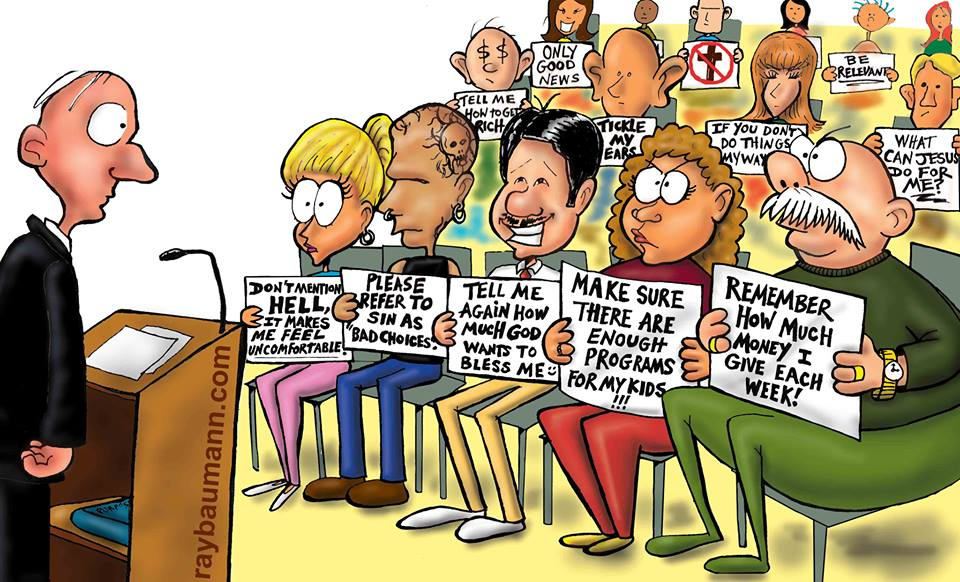 $ $
ONLY
GOOD
NEWS
BE
RELEVANT
TELL ME
HOW TO GET
RICH
TICKLE
MY
EARS
IF YOU DON'T
DO THINGS
MY WAY
WHAT
CAN JESUS
DO FOR
ME?
DON'T MENTION
HELL,
IT MAKES
ME FEEL
UNCOMFORTABLE
PLEASE
REFER TO
SIN AS
"BAD CHOICES."
TELL ME
AGAIN HOW
MUCH GOD
WANTS TO
BLESS ME
MAKE SURE
THERE ARE
ENOUGH
PROGRAMS
FOR MY KIDS
!!!
REMEMBER
HOW MUCH
MONEY I
GIVE EACH
WEEK!
raybaumann.com